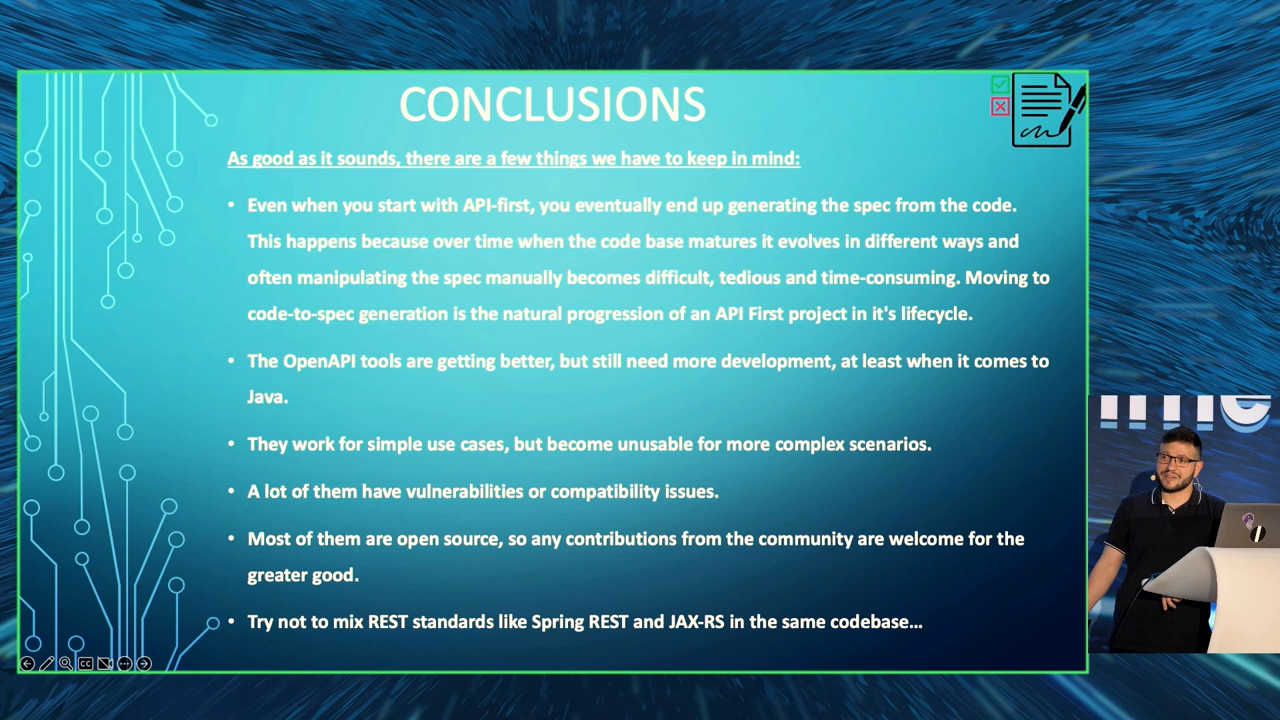 CONCLUSIONS
As good as it sounds, there are a few things we have to keep in mind:
• Even when you start with API-first, you eventually end up generating the spec from the code.
This happens because over time when the code base matures it evolves in different ways and
often manipulating the spec manually becomes difficult, tedious and time-consuming. Moving to
code-to-spec generation is the natural progression of an API First project in it's lifecycle.
• The OpenAPI tools are getting better, but still need more development, at least when it comes to
Java.
• They work for simple use cases, but become unusable for more complex scenarios.
• A lot of them have vulnerabilities or compatibility issues.
• Most of them are open source, so any contributions from the community are welcome for the
greater good.
• Try not to mix REST standards like Spring REST and JAX-RS in the same codebase...